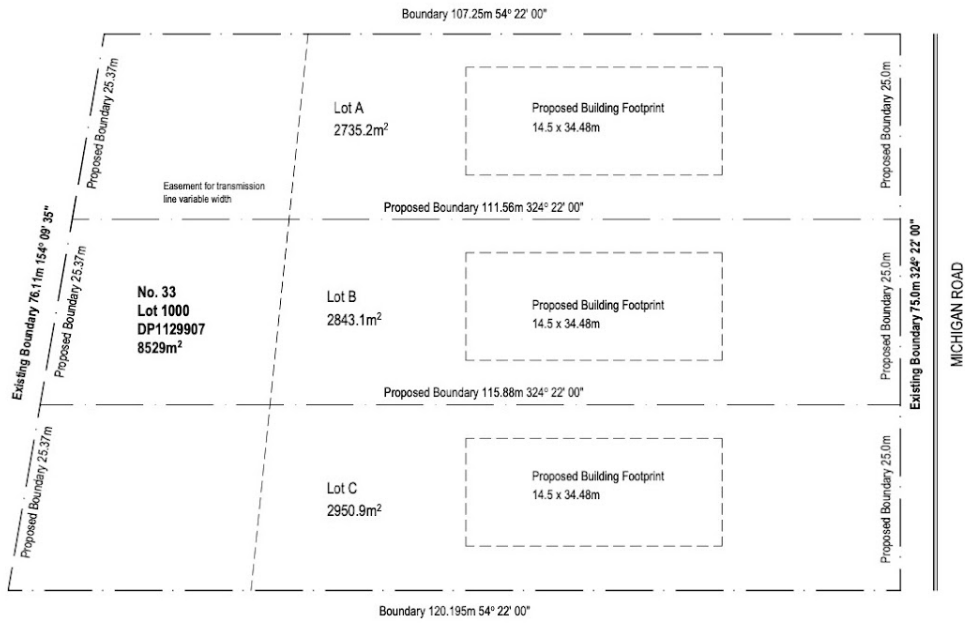 Boundary 107.25m 54° 22' 00"
Proposed Boundary 25.37m
Lot A
2735.2m²
Proposed Building Footprint
14.5 x 34.48m
Proposed Boundary 25.0m
Easement for transmission
line variable width
Proposed Boundary 111.56m 324° 22' 00"
Existing Boundary 76.11m 154° 09' 35"
Proposed Boundary 25.37m
No. 33
Lot 1000
DP1129907
8529m²
Lot B
2843.1m²
Proposed Building Footprint
14.5 x 34.48m
Proposed Boundary 25.0m
Existing Boundary 75.0m 324° 22' 00"
MICHIGAN ROAD
Proposed Boundary 115.88m 324° 22' 00"
Proposed Boundary 25.37m
Lot C
2950.9m²
Proposed Building Footprint
14.5 x 34.48m
Proposed Boundary 25.0m
Boundary 120.195m 54° 22' 00"